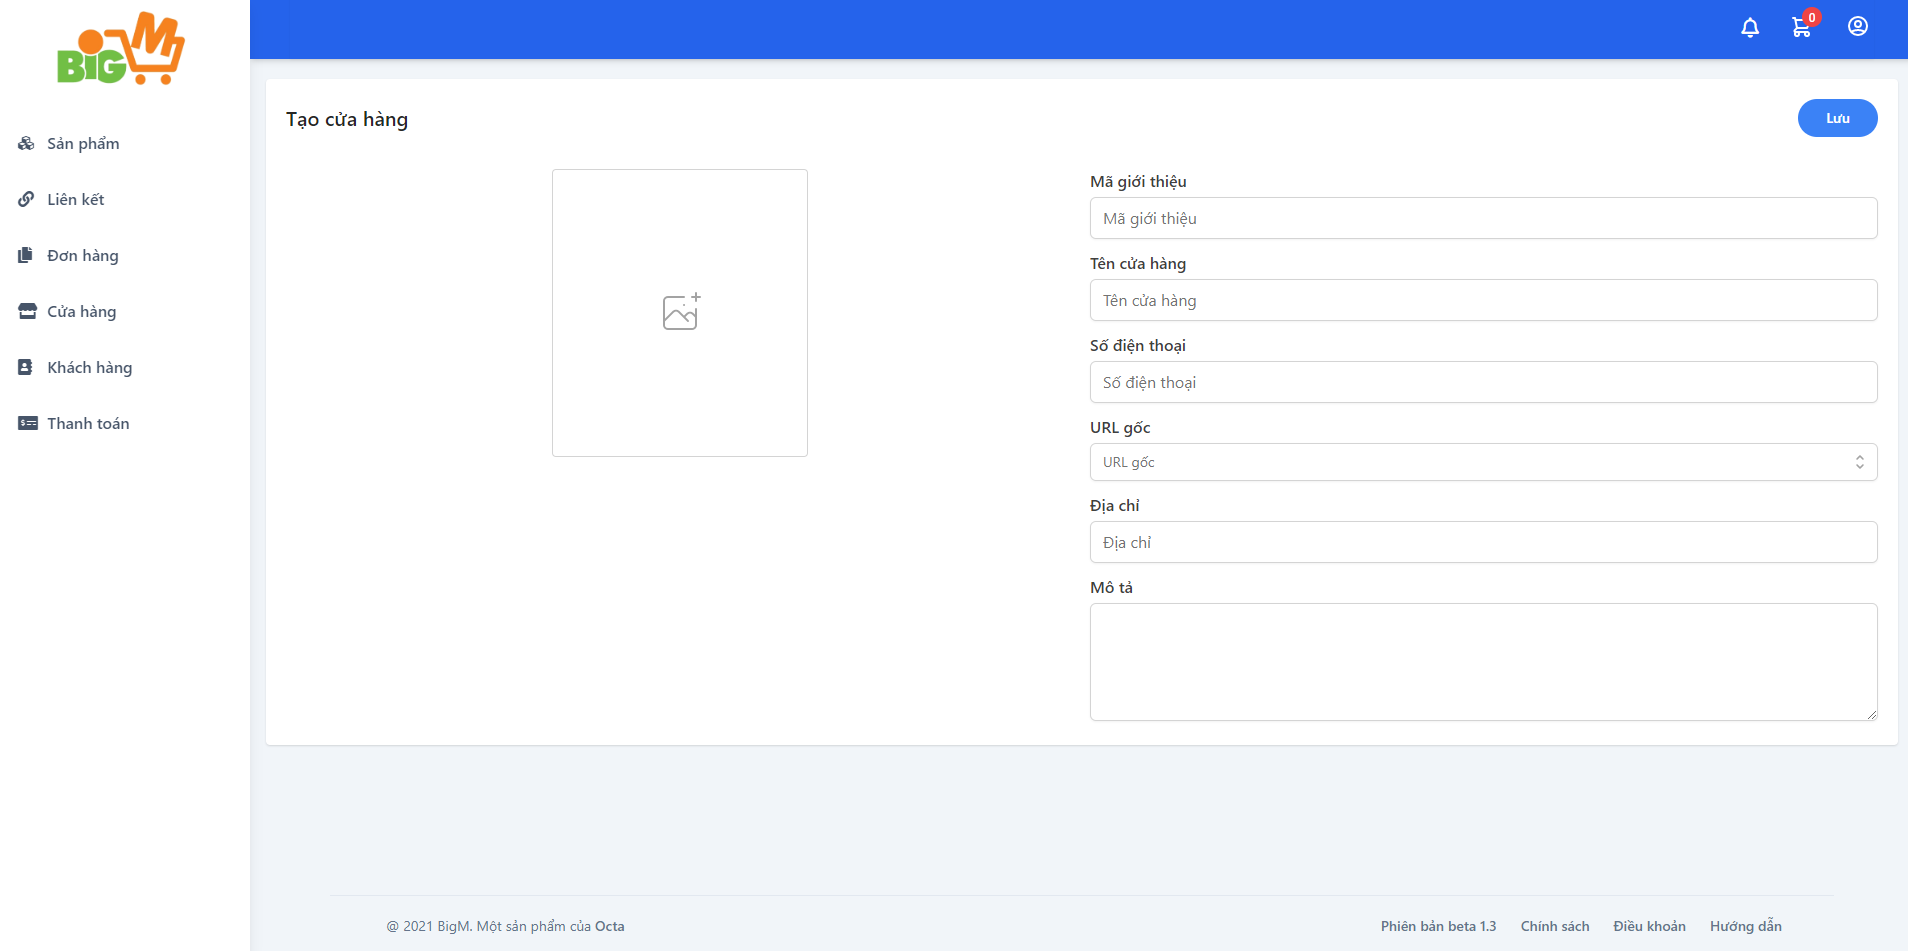 BiG M
0
Sản phẩm
Liên kết
Đơn hàng
Cửa hàng
Khách hàng
Thanh toán
Tạo cửa hàng
Lưu
Mã giới thiệu
Mã giới thiệu
Tên cửa hàng
Tên cửa hàng
Số điện thoại
Số điện thoại
URL gốc
URL gốc
Địa chỉ
Địa chỉ
Mô tả
@ 2021 BigM. Một sản phẩm của Octa
Phiên bản beta 1.3 Chính sách Điều khoản Hướng dẫn